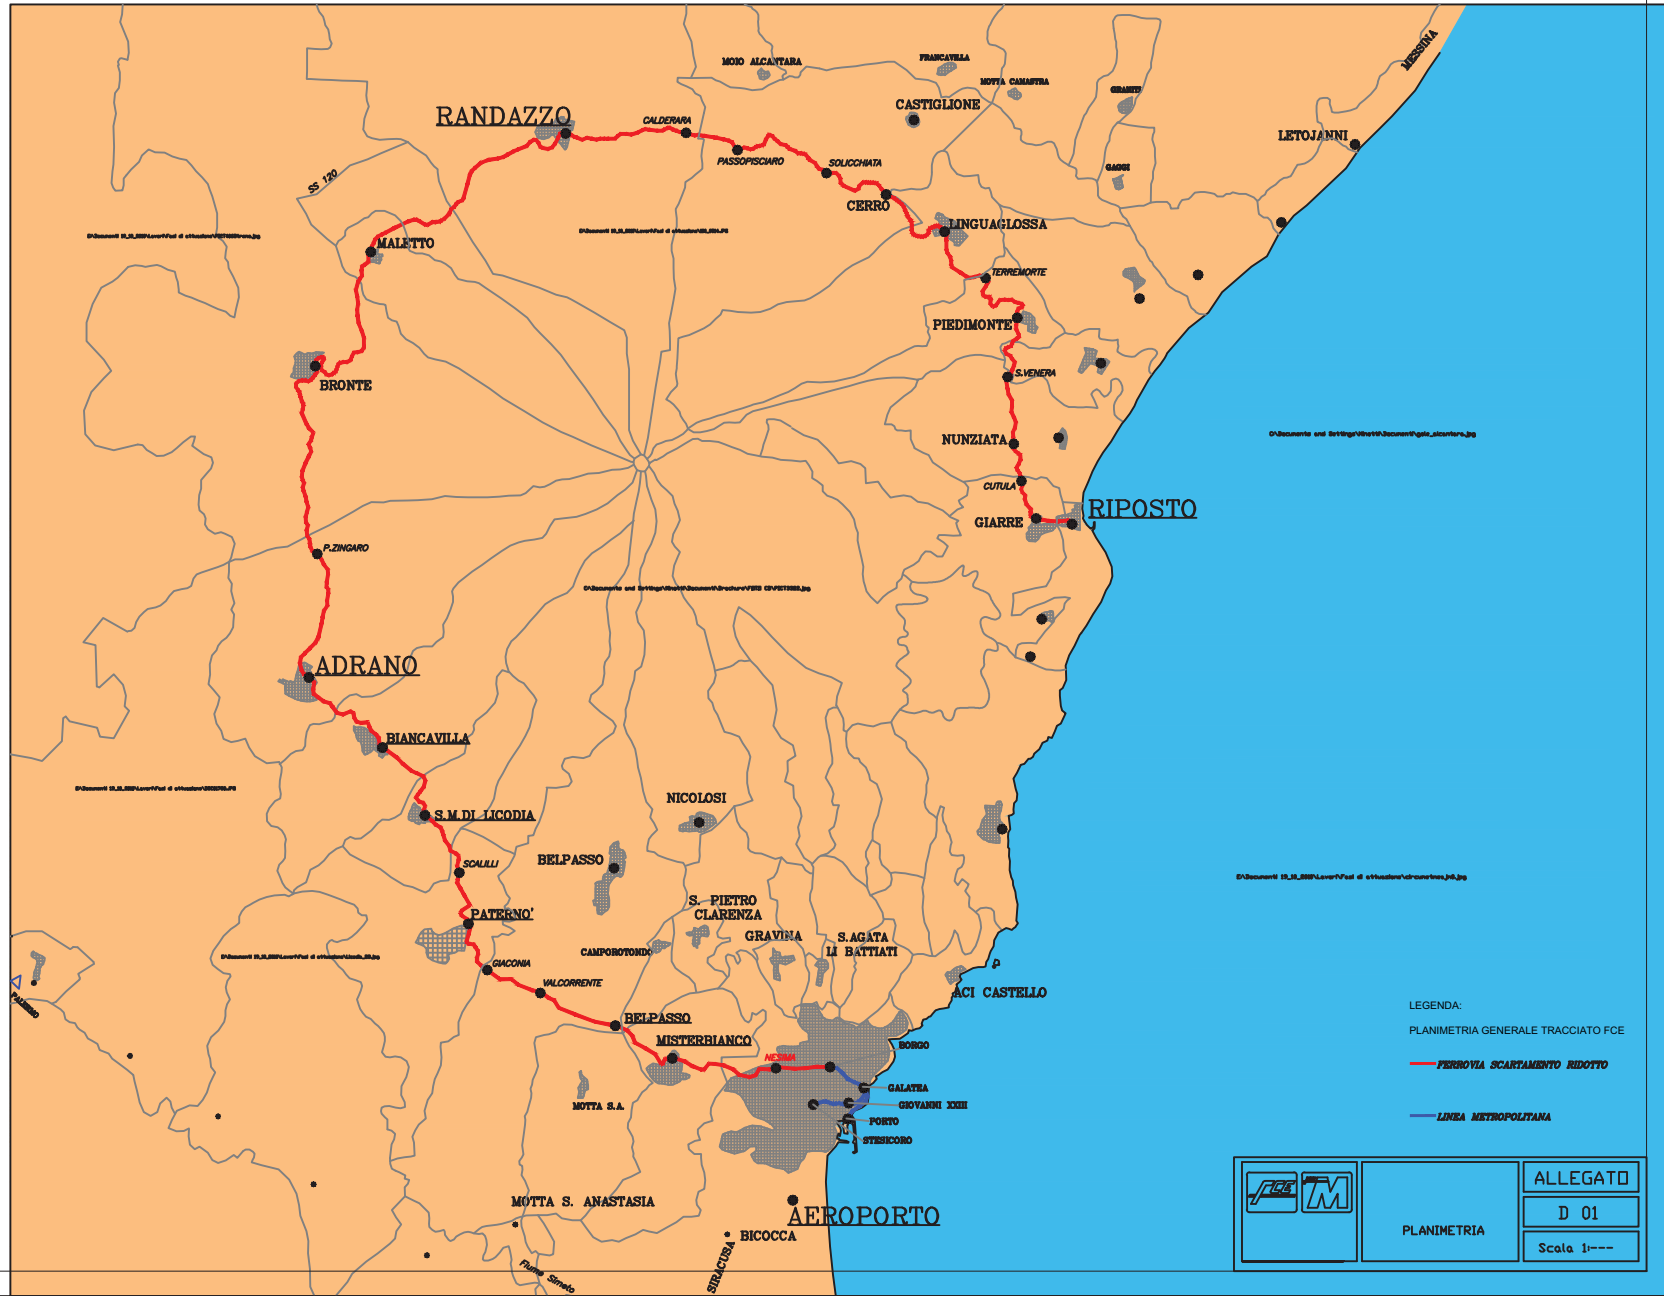 MESSINA
MOIO ALCANTARA
FRANCAVILLA
MOTTA CAMASTRA
GRANITI
RANDAZZO
CALDERARA
CASTIGLIONE
LETOJANNI
PASSOPISCIARO
SOLICCHIATA
GAGGI
SS 120
CERRO
LINGUAGLOSSA
MALETTO
TERREMORTE
PIEDIMONTE
BRONTE
S.VENERA
NUNZIATA
CUTULA
GIARRE
RIPOSTO
P.ZINGARO
ADRANO
BIANCAVILLA
NICOLOSI
S.M.DI LICODIA
BELPASSO
SCALILLI
S. PIETRO
CLARENZA
PATERNO'
GRAVINA
S.AGATA
LI BATTIATI
CAMPOROTONDO
GIACONIA
VALCORRENTE
ACI CASTELLO
PALERMO
BELPASSO
MISTERBIANCO
NESIMA
BORGO
GALATEA
GIOVANNI XXIII
MOTTA S.A.
PORTO
STESICORO
MOTTA S. ANASTASIA
AEROPORTO
BICOCCA
SIRACUSA
Fiume Simeto
LEGENDA:
PLANIMETRIA GENERALE TRACCIATO FCE
FERROVIA SCARTAMENTO RIDOTTO
LINEA METROPOLITANA
FCE
M
PLANIMETRIA
ALLEGATO
D 01
Scala 1:---